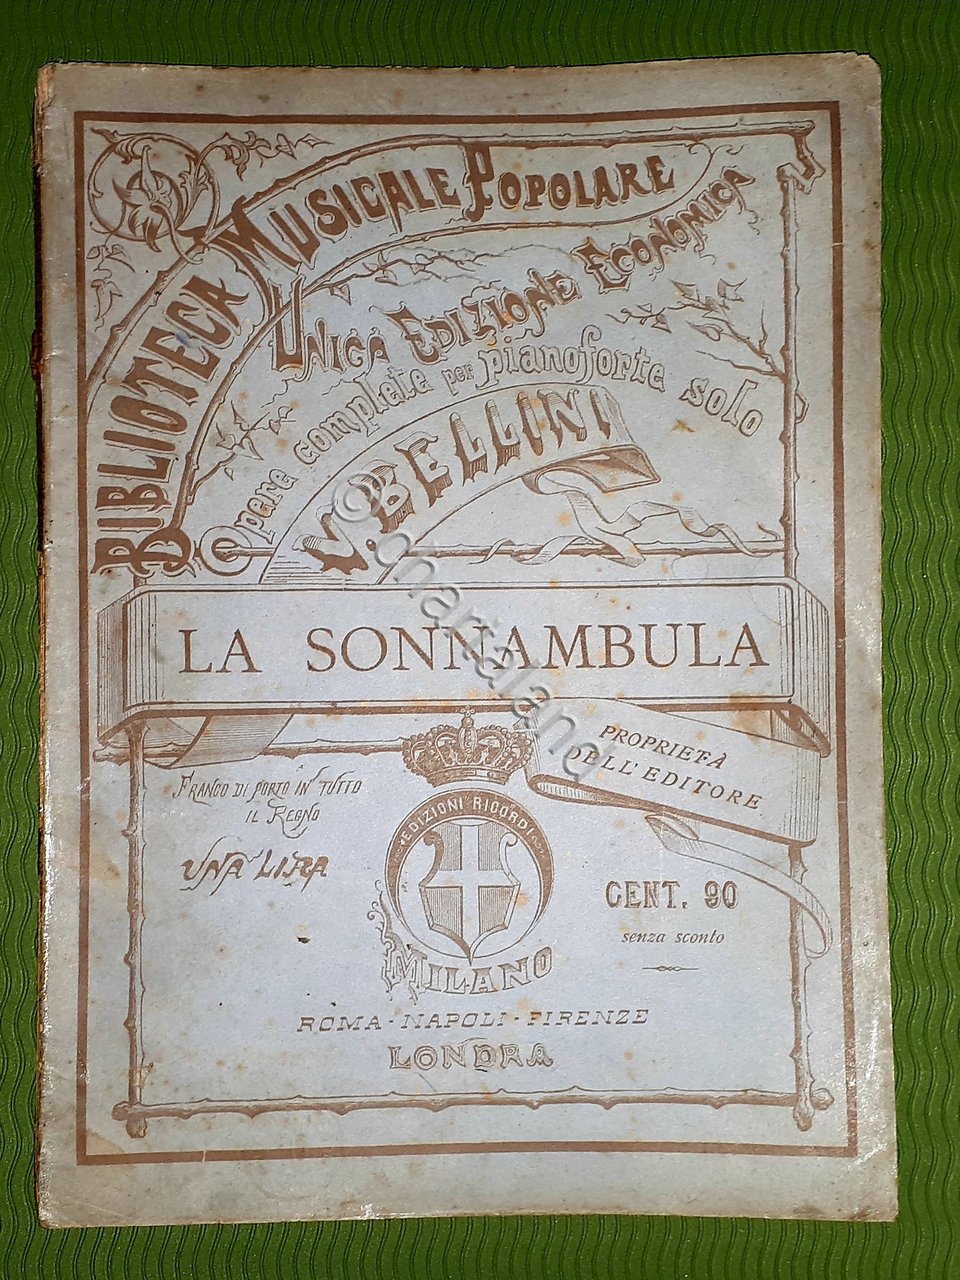 BIBLIOTECA MUSICALE POPOLARE
UNICA EDIZIONE ECONOMICA
Opere complete per pianoforte solo
V. BELLINI
LA SONNAMBULA
PROPRIETÀ
DELL'EDITORE
FRANCO DI PORTO IN TUTTO
IL REGNO
UNA LIRA
EDIZIONI RICORDI
CENT. 90
senza sconto
MILANO
ROMA - NAPOLI - FIRENZE
LONDRA
© chartaland